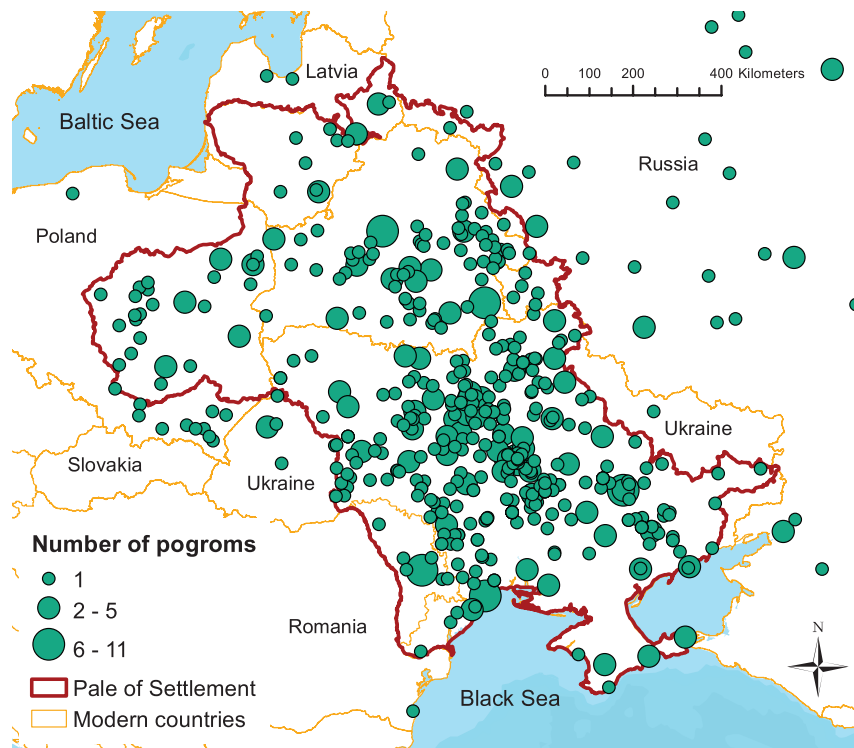 Latvia
0 100 200 400 Kilometers
Baltic Sea
Russia
Poland
Ukraine
Slovakia
Ukraine
Number of pogroms
1
2 - 5
6 - 11
Romania
N
Pale of Settlement
Black Sea
Modern countries